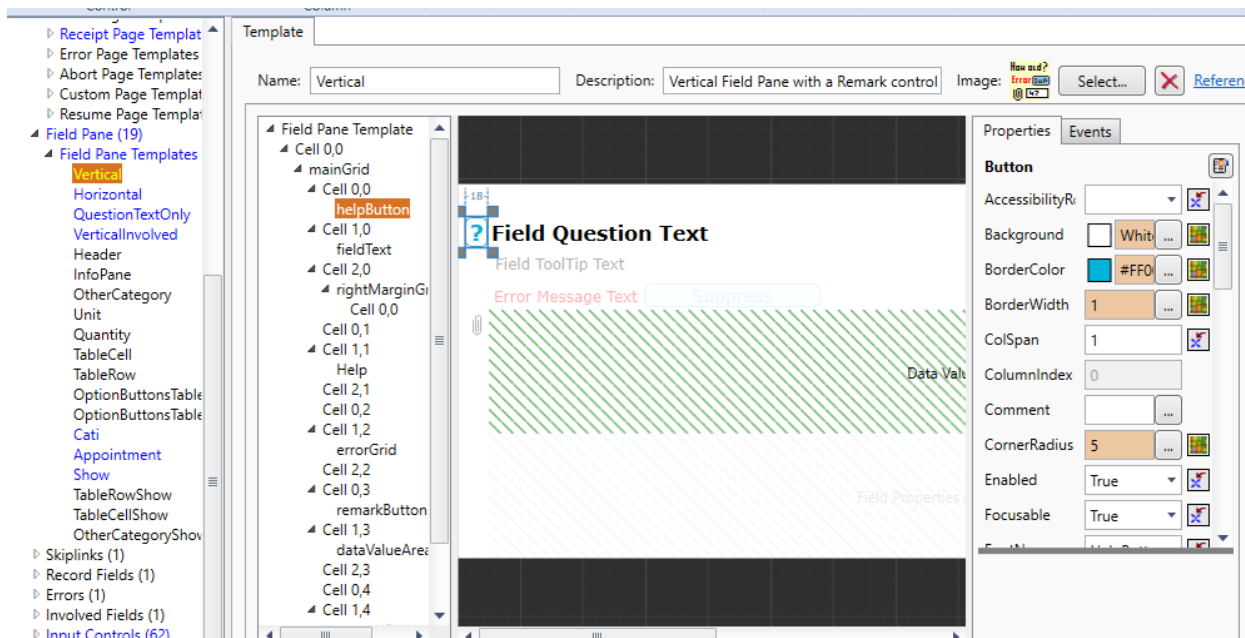 Control
Column
Receipt Page Templat
Error Page Templates
Abort Page Templates
Custom Page Templat
Resume Page Templat
Field Pane (19)
Field Pane Templates
Vertical
Horizontal
QuestionTextOnly
VerticalInvolved
Header
InfoPane
OtherCategory
Unit
Quantity
TableCell
TableRow
OptionButtonsTable
OptionButtonsTable
Cati
Appointment
Show
TableRowShow
TableCellShow
OtherCategoryShow
Skiplinks (1)
Record Fields (1)
Errors (1)
Involved Fields (1)
Input Controls (62)
Template
Name: Vertical Description: Vertical Field Pane with a Remark control Image: Select... Referen
How old?
Error Sup
47
Field Pane Template
Cell 0,0
mainGrid
Cell 0,0
helpButton
Cell 1,0
fieldText
Cell 2,0
rightMarginGr
Cell 0,0
Cell 0,1
Cell 1,1
Help
Cell 2,1
Cell 0,2
Cell 1,2
errorGrid
Cell 2,2
Cell 0,3
remarkButton
Cell 1,3
dataValueArea
Cell 2,3
Cell 0,4
Cell 1,4
18
? Field Question Text
Field ToolTip Text
Error Message Text Suppress
Data Valu
Field Properties
Properties Events
Button
AccessibilityR
Background Whit ...
BorderColor #FF0 ...
BorderWidth 1 ...
ColSpan 1
ColumnIndex 0
Comment ...
CornerRadius 5 ...
Enabled True
Focusable True